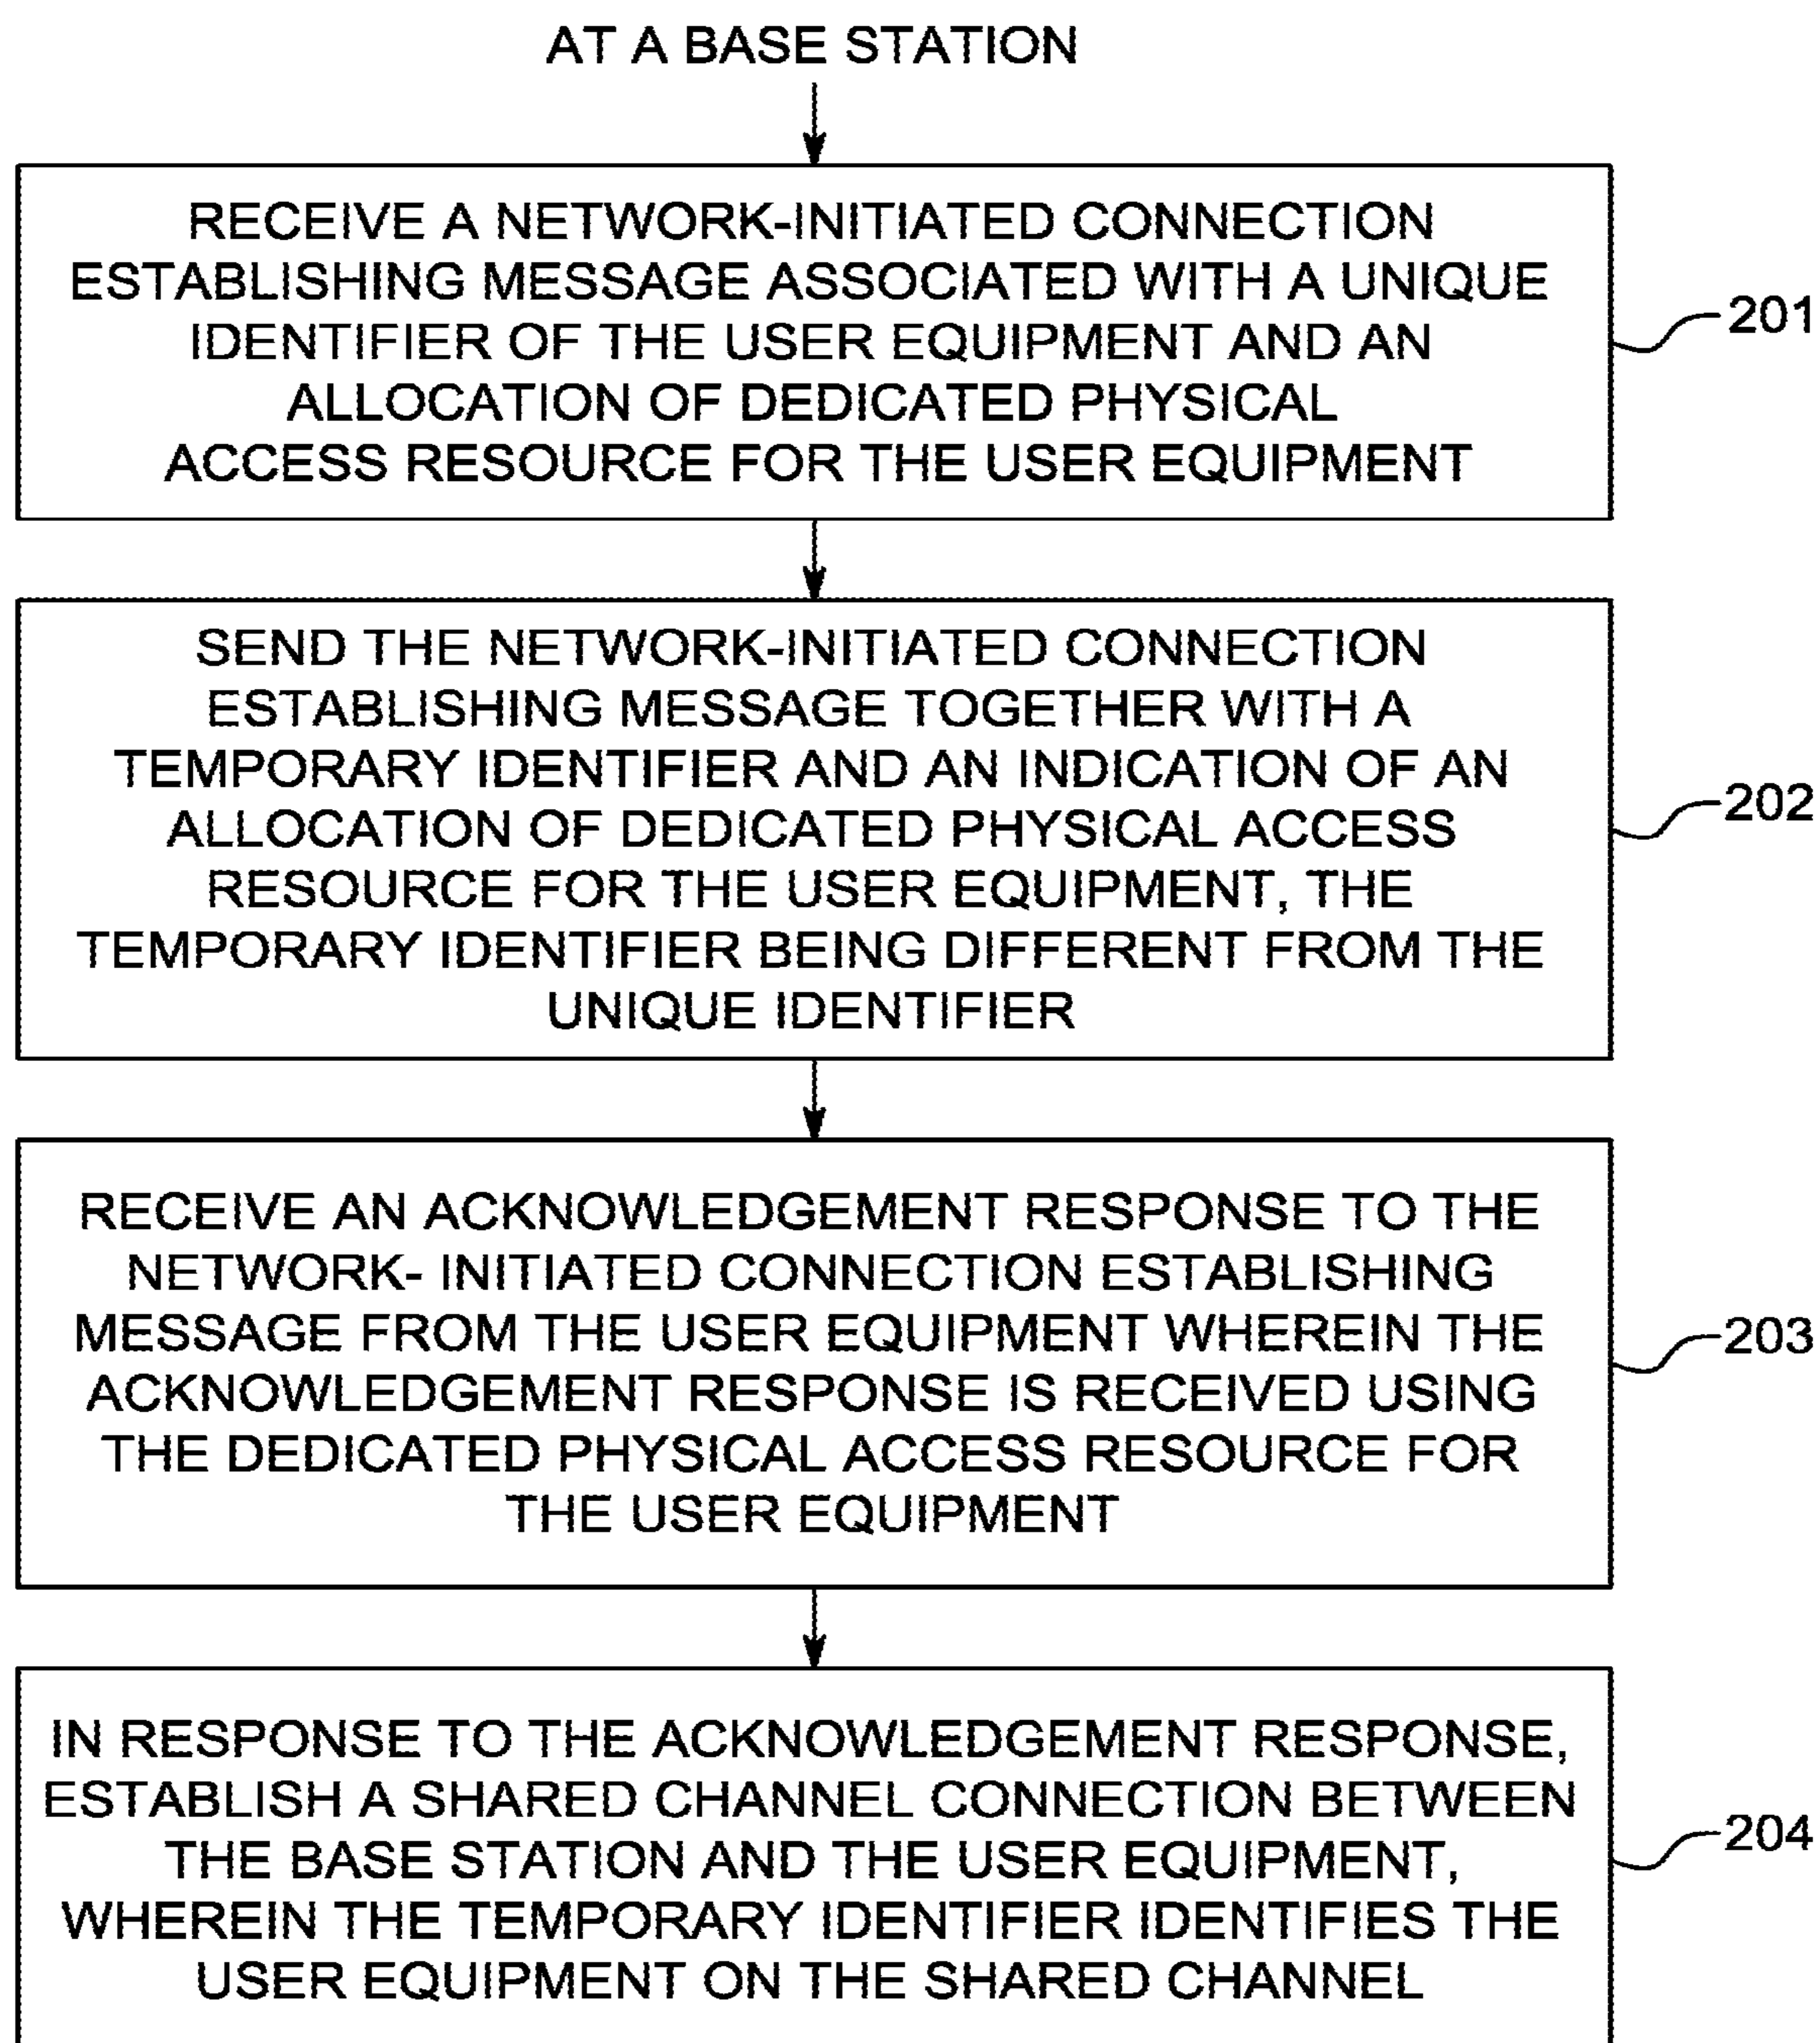 AT A BASE STATION
RECEIVE A NETWORK-INITIATED CONNECTION
ESTABLISHING MESSAGE ASSOCIATED WITH A UNIQUE
IDENTIFIER OF THE USER EQUIPMENT AND AN
ALLOCATION OF DEDICATED PHYSICAL
ACCESS RESOURCE FOR THE USER EQUIPMENT
201
SEND THE NETWORK-INITIATED CONNECTION
ESTABLISHING MESSAGE TOGETHER WITH A
TEMPORARY IDENTIFIER AND AN INDICATION OF AN
ALLOCATION OF DEDICATED PHYSICAL ACCESS
RESOURCE FOR THE USER EQUIPMENT, THE
TEMPORARY IDENTIFIER BEING DIFFERENT FROM THE
UNIQUE IDENTIFIER
202
RECEIVE AN ACKNOWLEDGEMENT RESPONSE TO THE
NETWORK- INITIATED CONNECTION ESTABLISHING
MESSAGE FROM THE USER EQUIPMENT WHEREIN THE
ACKNOWLEDGEMENT RESPONSE IS RECEIVED USING
THE DEDICATED PHYSICAL ACCESS RESOURCE FOR
THE USER EQUIPMENT
203
IN RESPONSE TO THE ACKNOWLEDGEMENT RESPONSE,
ESTABLISH A SHARED CHANNEL CONNECTION BETWEEN
THE BASE STATION AND THE USER EQUIPMENT,
WHEREIN THE TEMPORARY IDENTIFIER IDENTIFIES THE
USER EQUIPMENT ON THE SHARED CHANNEL
204